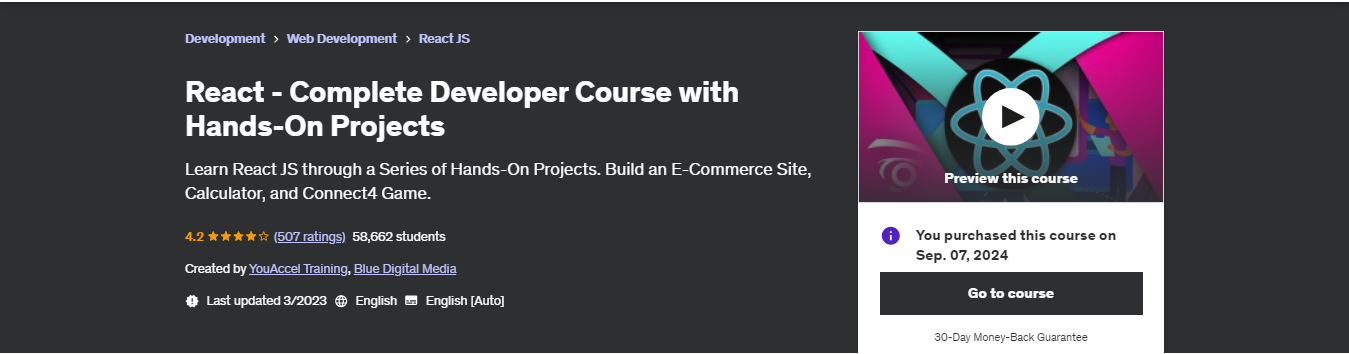 Development > Web Development > React JS
React - Complete Developer Course with
Hands-On Projects
Learn React JS through a Series of Hands-On Projects. Build an E-Commerce Site,
Calculator, and Connect4 Game.
4.2 (507 ratings) 58,662 students
Created by YouAccel Training, Blue Digital Media
Last updated 3/2023 English English [Auto]
Preview this course
You purchased this course on
Sep. 07, 2024
Go to course
30-Day Money-Back Guarantee